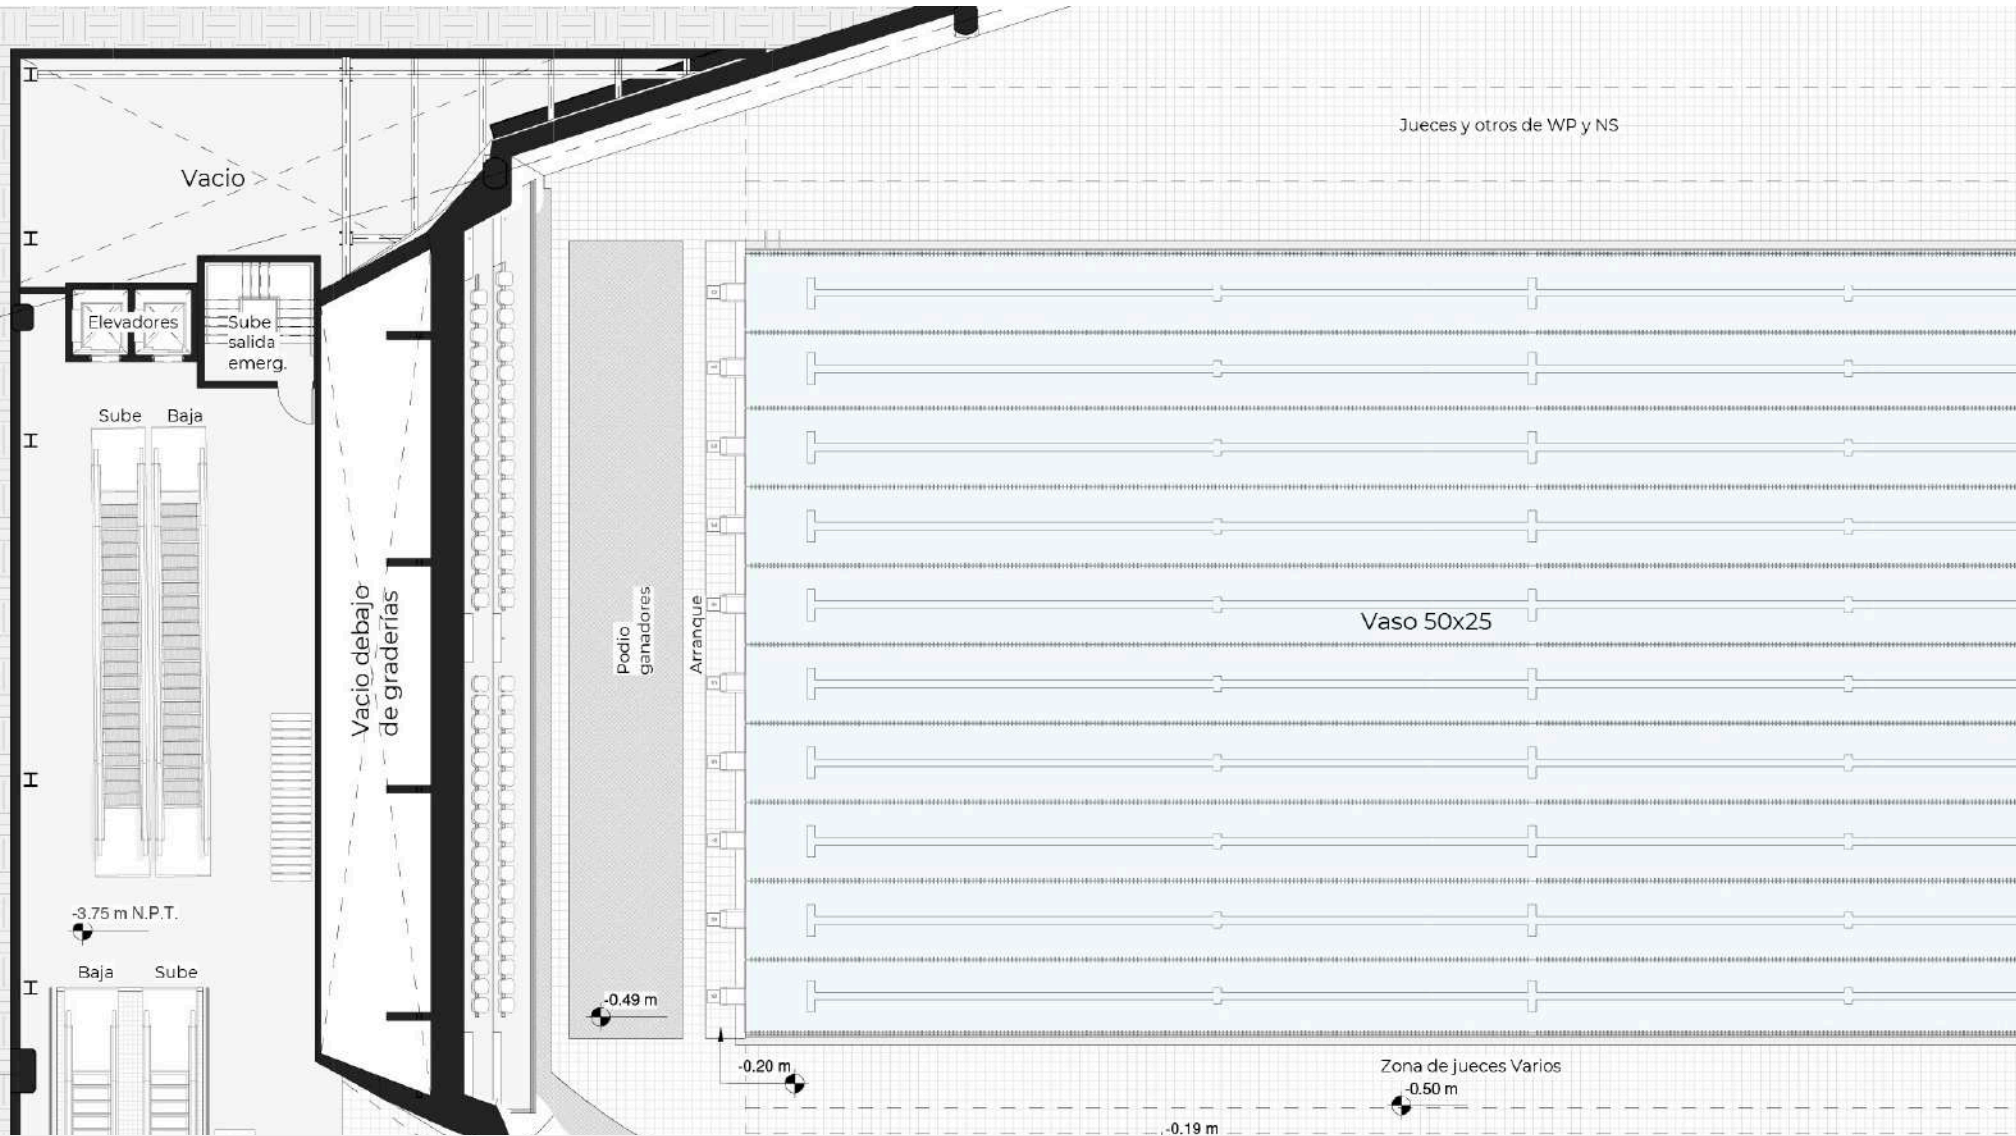 Jueces y otros de WP y NS
Vacio
Elevadores
Sube
salida
emerg.
Sube
Baja
Vacio debajo
de graderías
Podio
ganadores
Arranque
Vaso 50x25
-3.75 m N.P.T.
Baja
Sube
-0.49 m
-0.20 m
Zona de jueces Varios
-0.50 m
-0.19 m